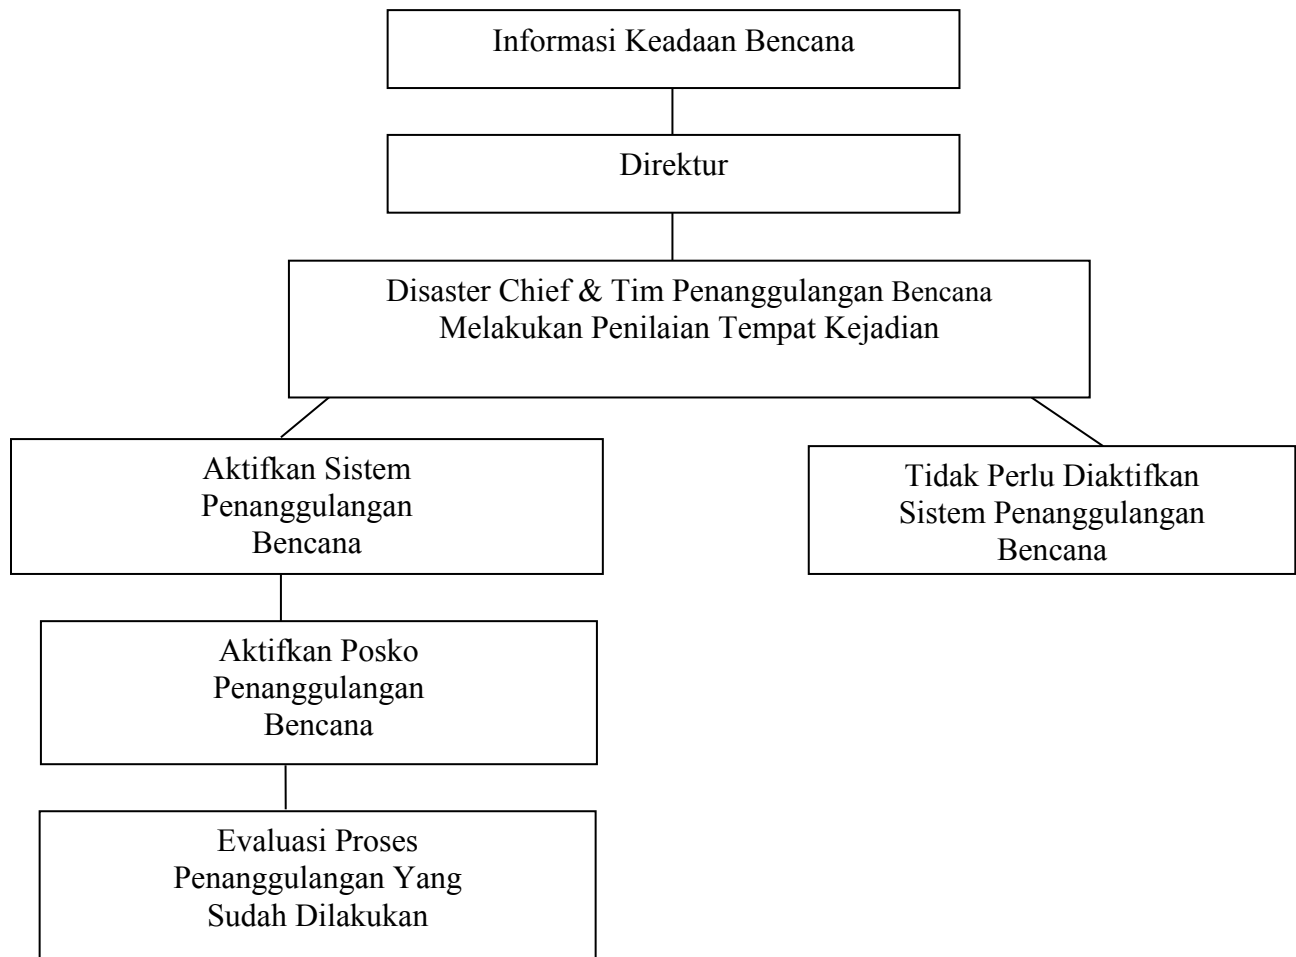 Informasi Keadaan Bencana
Direktur
Disaster Chief & Tim Penanggulangan Bencana
Melakukan Penilaian Tempat Kejadian
Aktifkan Sistem
Penanggulangan
Bencana
Tidak Perlu Diaktifkan
Sistem Penanggulangan
Bencana
Aktifkan Posko
Penanggulangan
Bencana
Evaluasi Proses
Penanggulangan Yang
Sudah Dilakukan